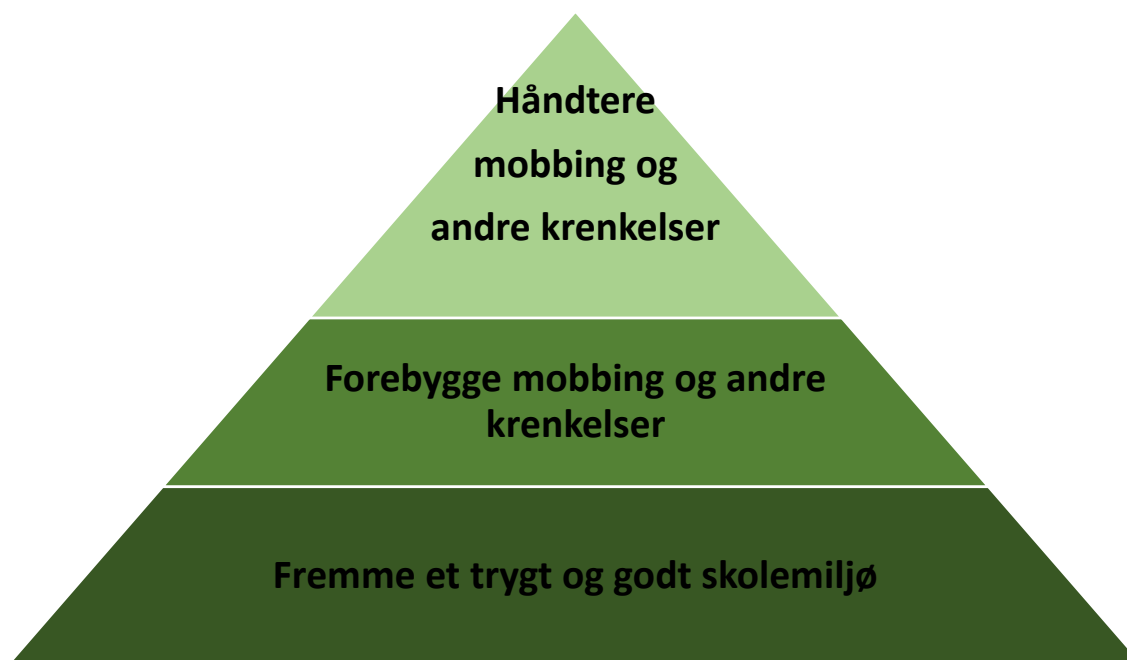 Håndtere
mobbing og
andre krenkelser
Forebygge mobbing og andre
krenkelser
Fremme et trygt og godt skolemiljø